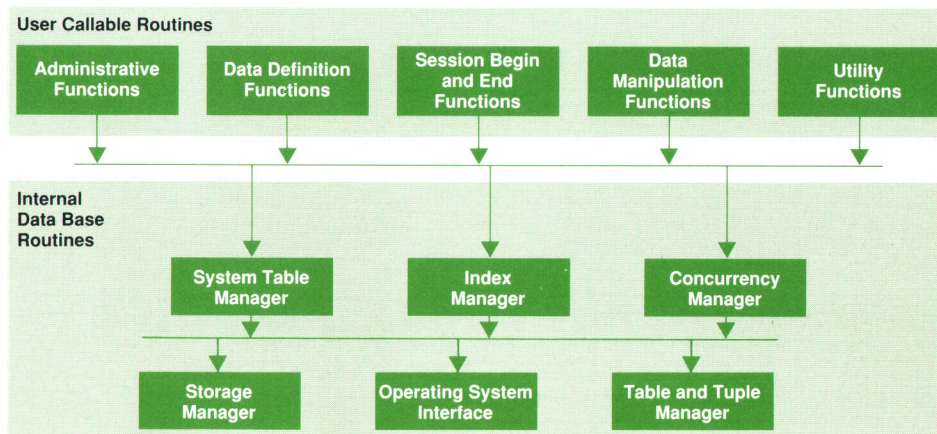 User Callable Routines
Administrative
Functions
Data Definition
Functions
Session Begin
and End
Functions
Data
Manipulation
Functions
Utility
Functions
Internal
Data Base
Routines
System Table
Manager
Index
Manager
Concurrency
Manager
Storage
Manager
Operating System
Interface
Table and Tuple
Manager